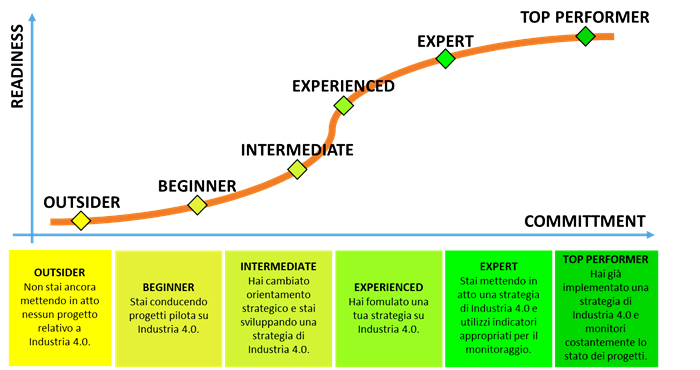 TOP PERFORMER
EXPERT
READINESS
EXPERIENCED
INTERMEDIATE
BEGINNER
OUTSIDER
COMMITTMENT
OUTSIDER
Non stai ancora
mettendo in atto
nessun progetto
relativo a
Industria 4.0.
BEGINNER
Stai conducendo
progetti pilota su
Industria 4.0.
INTERMEDIATE
Hai cambiato
orientamento
strategico e stai
sviluppando una
strategia di
Industria 4.0.
EXPERIENCED
Hai fomulato una
tua strategia su
Industria 4.0.
EXPERT
Stai mettendo in
atto una strategia
di Industria 4.0 e
utilizzi indicatori
appropriati per il
monitoraggio.
TOP PERFORMER
Hai già
implementato una
strategia di
Industria 4.0 e
monitori
costantemente lo
stato dei progetti.